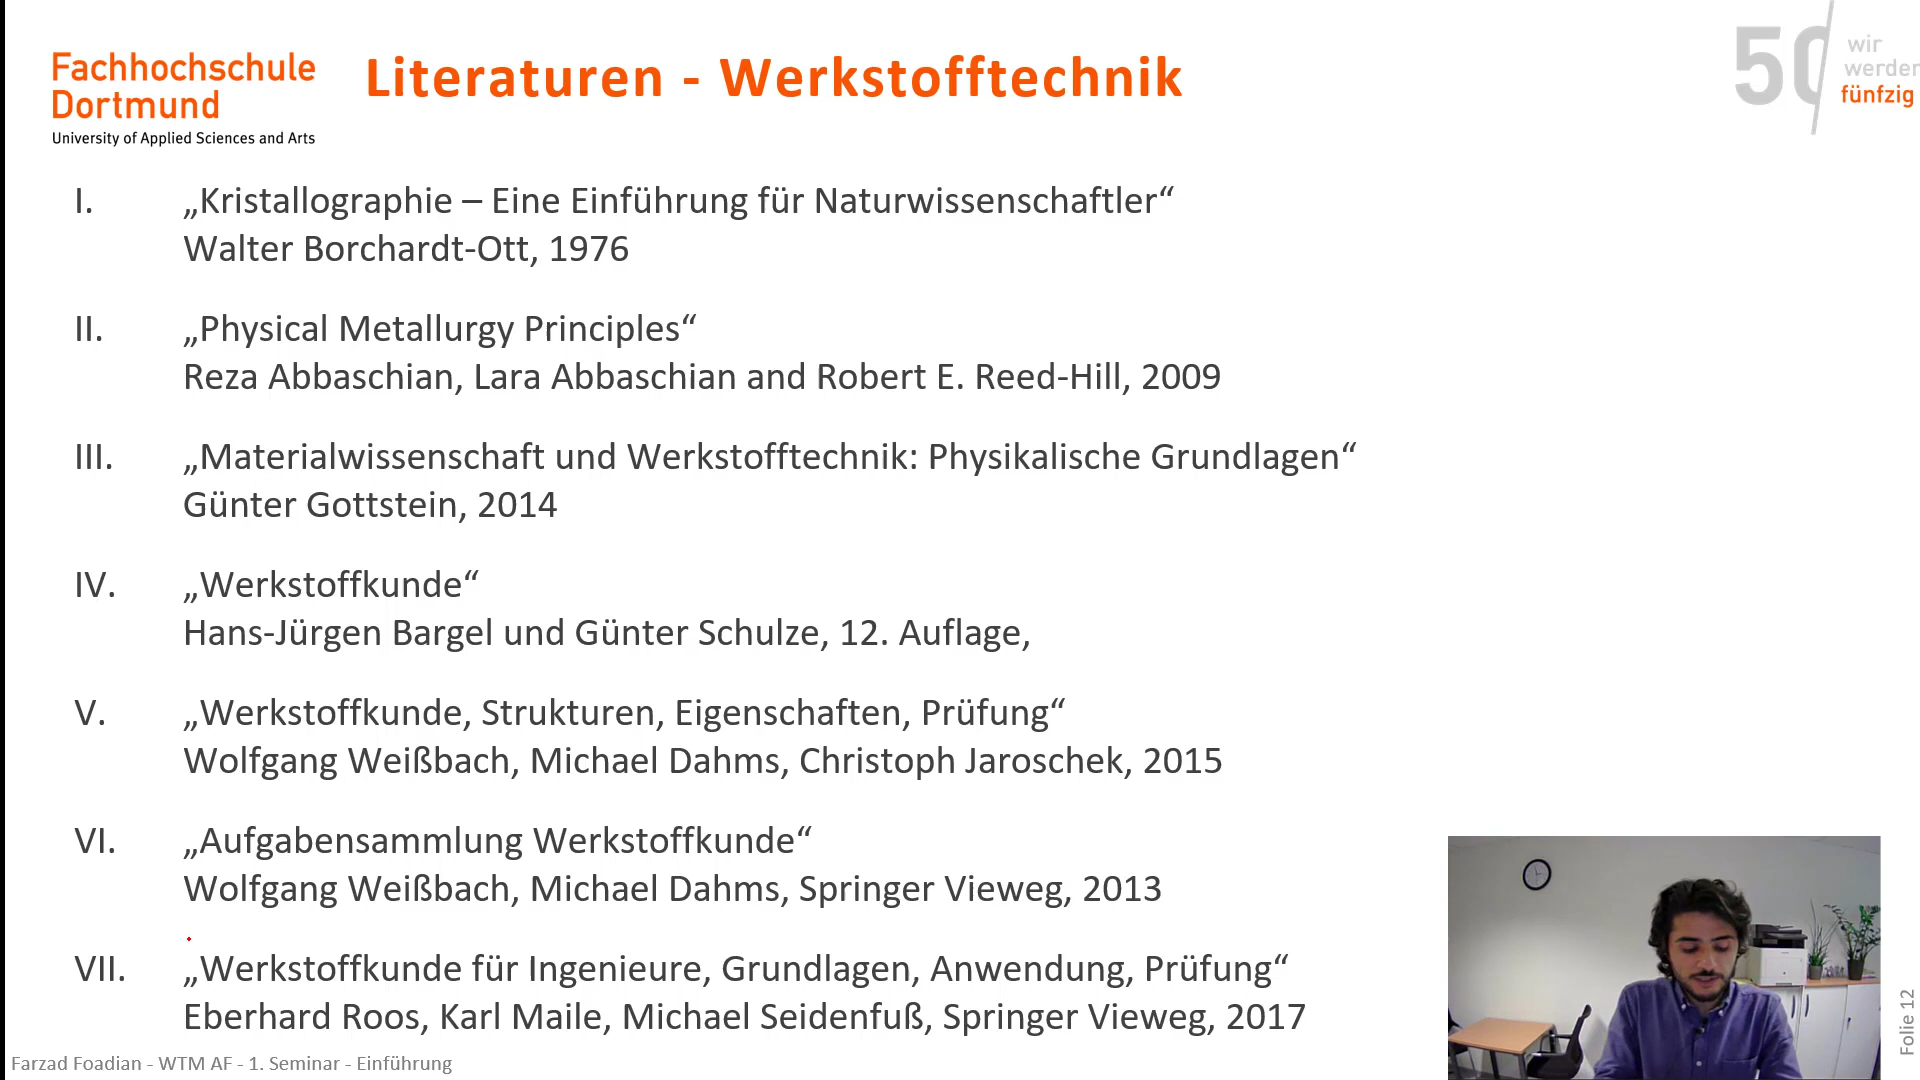 Fachhochschule
Dortmund
University of Applied Sciences and Arts
Literaturen - Werkstofftechnik
50
wir
werden
fünfzig
I. „Kristallographie – Eine Einführung für Naturwissenschaftler“
Walter Borchardt-Ott, 1976
II. „Physical Metallurgy Principles“
Reza Abbaschian, Lara Abbaschian and Robert E. Reed-Hill, 2009
III. „Materialwissenschaft und Werkstofftechnik: Physikalische Grundlagen“
Günter Gottstein, 2014
IV. „Werkstoffkunde“
Hans-Jürgen Bargel und Günter Schulze, 12. Auflage,
V. „Werkstoffkunde, Strukturen, Eigenschaften, Prüfung“
Wolfgang Weißbach, Michael Dahms, Christoph Jaroschek, 2015
VI. „Aufgabensammlung Werkstoffkunde“
Wolfgang Weißbach, Michael Dahms, Springer Vieweg, 2013
VII. „Werkstoffkunde für Ingenieure, Grundlagen, Anwendung, Prüfung“
Eberhard Roos, Karl Maile, Michael Seidenfuß, Springer Vieweg, 2017
Farzad Foadian - WTM AF - 1. Seminar - Einführung
Folie 12